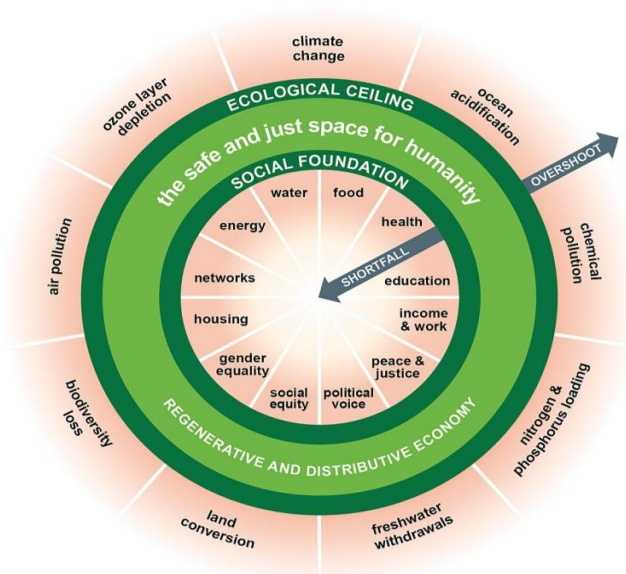 climate
change
ocean
acidification
chemical
pollution
nitrogen &
phosphorus loading
freshwater
withdrawals
land
conversion
biodiversity
loss
air pollution
ozone layer
depletion
ECOLOGICAL CEILING
the safe and just space for humanity
SOCIAL FOUNDATION
OVERSHOOT
SHORTFALL
water
food
health
education
income
& work
peace &
justice
political
voice
social
equity
gender
equality
housing
networks
energy
REGENERATIVE AND DISTRIBUTIVE ECONOMY